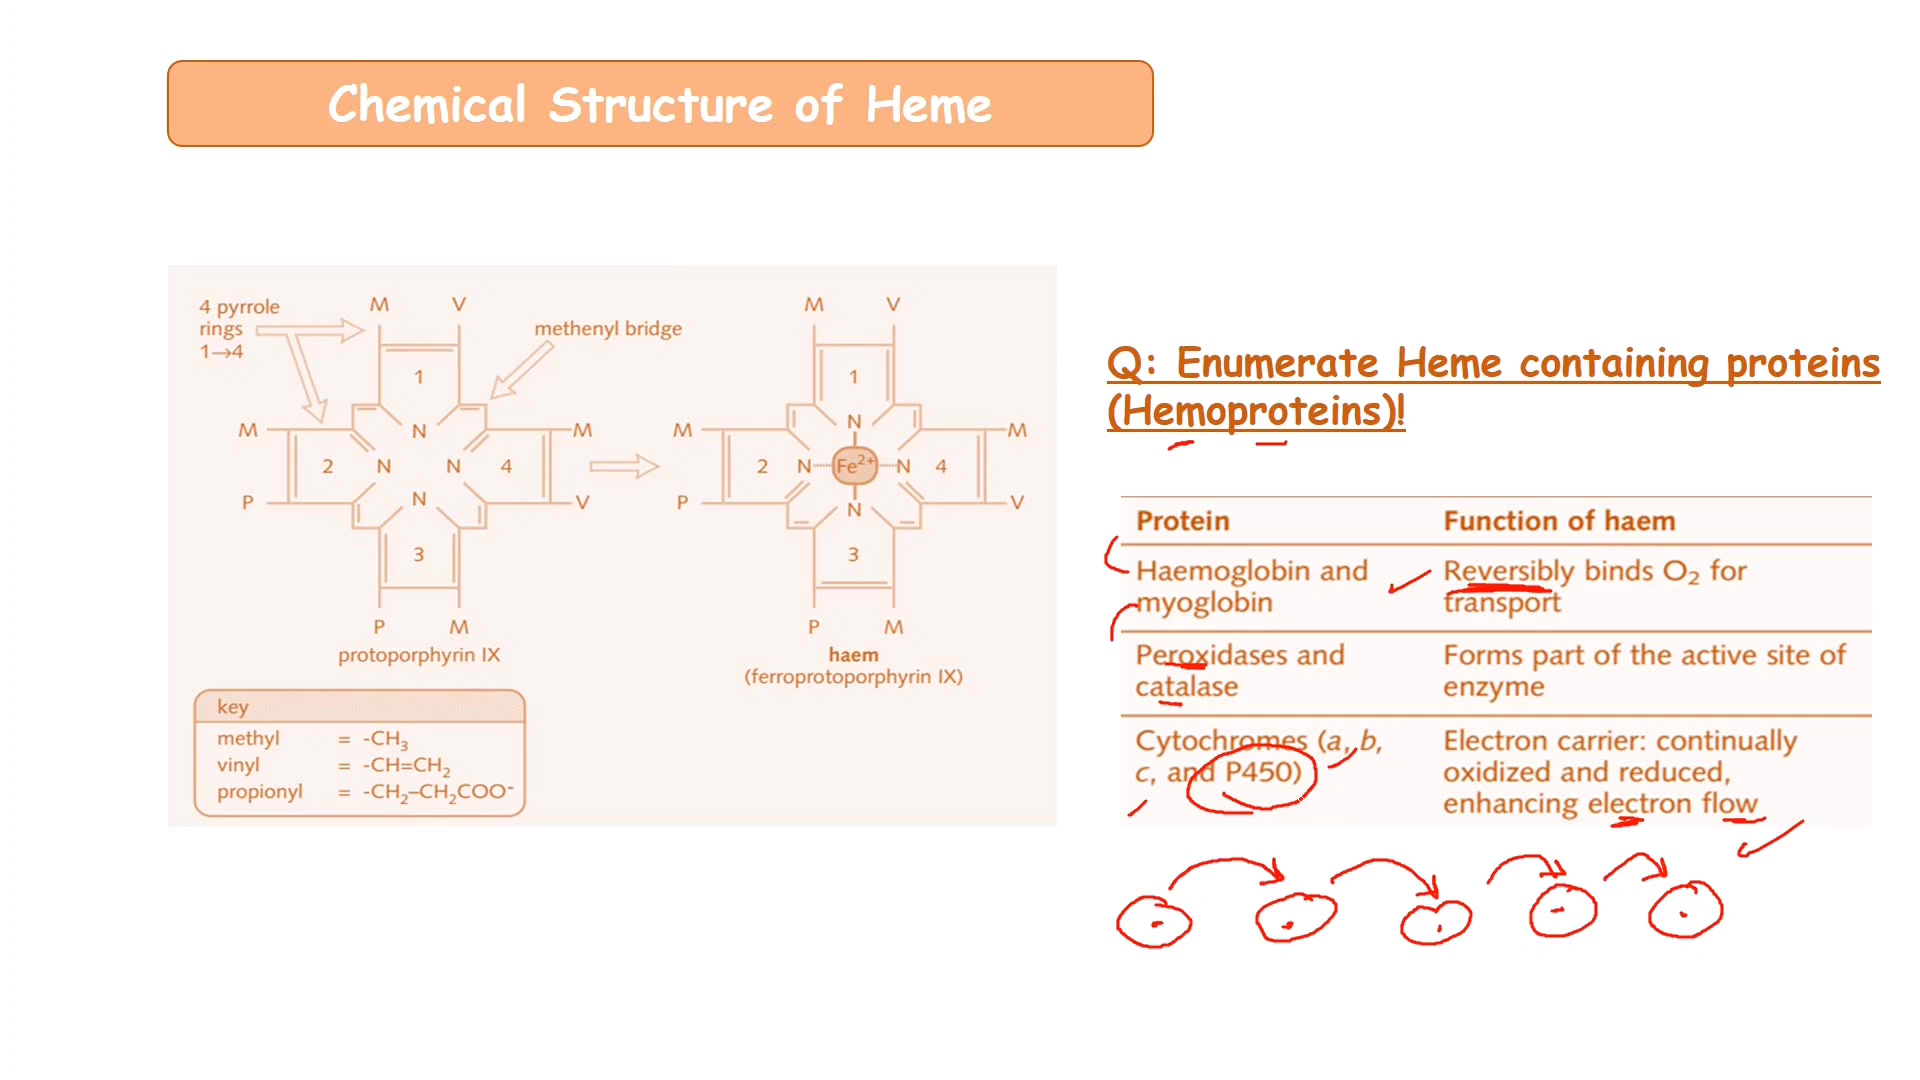 Chemical Structure of Heme
4 pyrrole
rings
1→4
M V
methenyl bridge
1
N
M M
2 N N 4
P V
N
3
P M
protoporphyrin IX
M V
1
N
M M
2 N Fe²⁺ N 4
P V
N
3
P M
haem
(ferroprotoporphyrin IX)
key
methyl = -CH₃
vinyl = -CH=CH₂
propionyl = -CH₂–CH₂COO⁻
Q: Enumerate Heme containing proteins
(Hemoproteins)!
Protein Function of haem
Haemoglobin and Reversibly binds O₂ for
myoglobin transport
Peroxidases and Forms part of the active site of
catalase enzyme
Cytochromes (a, b, Electron carrier: continually
c, and P450) oxidized and reduced,
enhancing electron flow